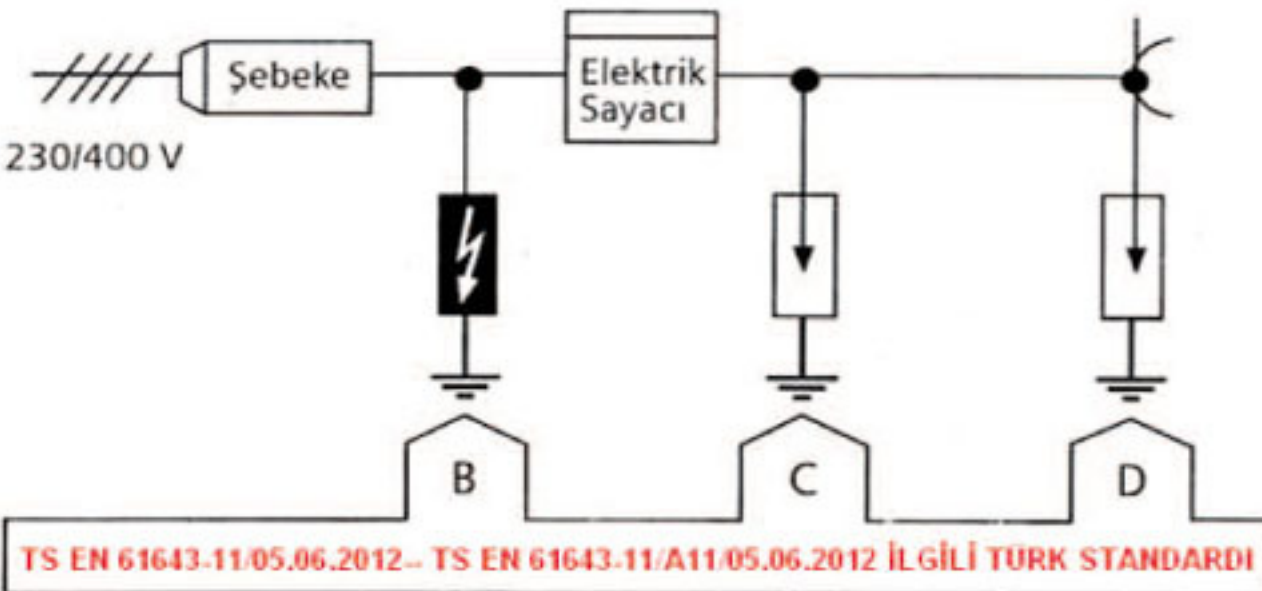 Şebeke
Elektrik
Sayacı
230/400 V
B
C
D
TS EN 61643-11/05.06.2012-- TS EN 61643-11/A11/05.06.2012 İLGİLİ TÜRK STANDARDI